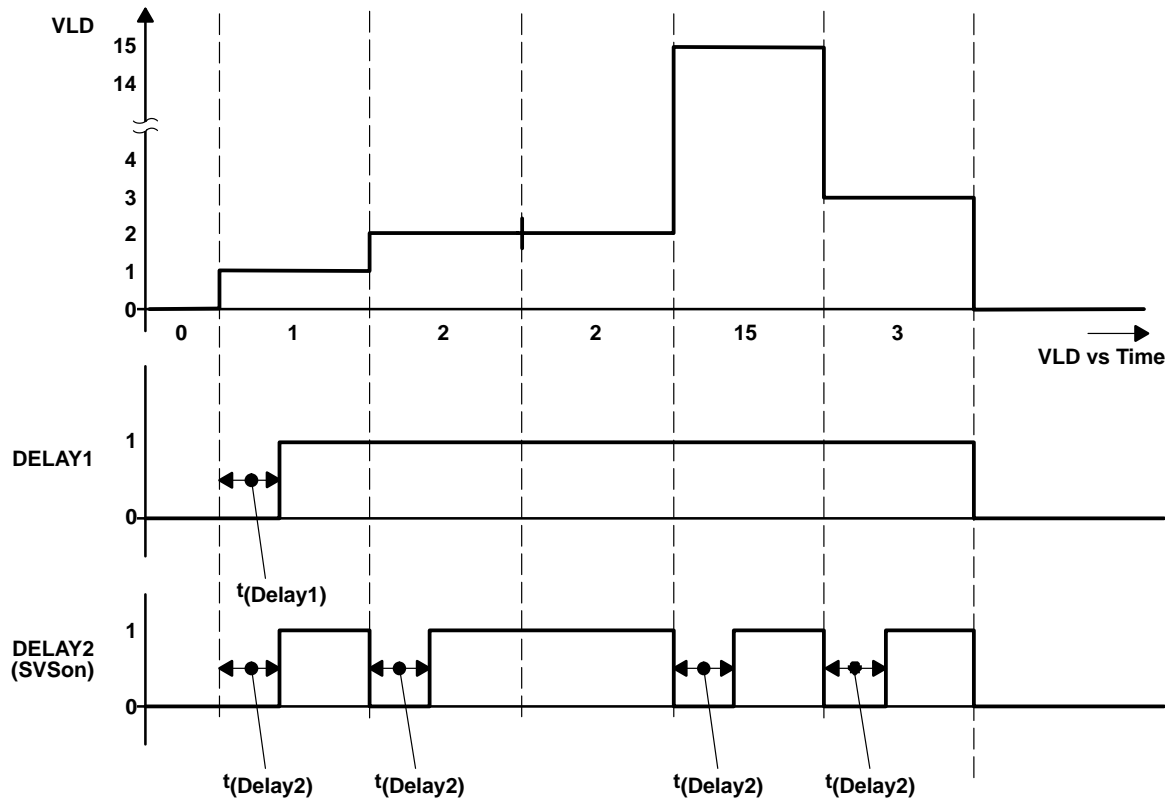 VLD
15
14
4
3
2
1
0
0 1 2 2 15 3
VLD vs Time
DELAY1
1
0
t(Delay1)
DELAY2
(SVSon)
1
0
t(Delay2) t(Delay2) t(Delay2) t(Delay2)